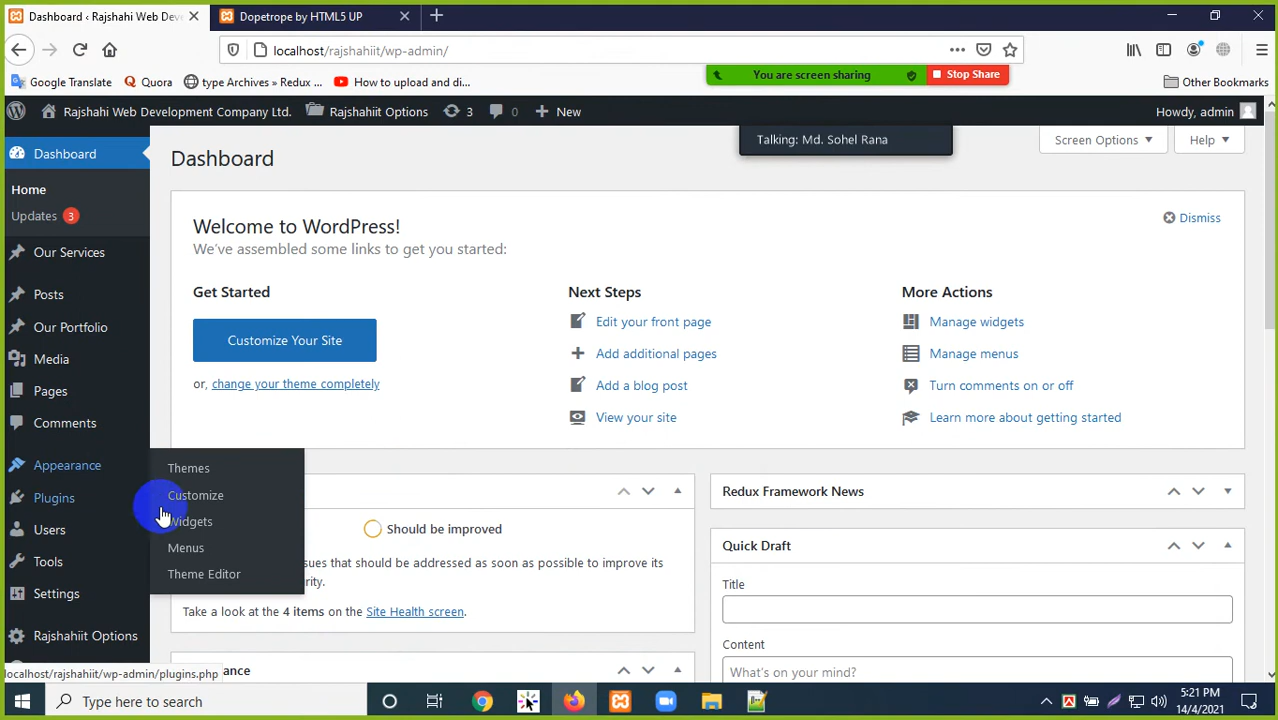 Dashboard ‹ Rajshahi Web Deve
Dopetrope by HTML5 UP
localhost/rajshahiit/wp-admin/
Google Translate
Quora
type Archives ‹ Redux ...
How to upload and di...
Other Bookmarks
You are screen sharing
Stop Share
Rajshahi Web Development Company Ltd.
Rajshahiit Options
3
0
New
Howdy, admin
Talking: Md. Sohel Rana
Screen Options
Help
Dashboard
Home
Updates 3
Our Services
Posts
Our Portfolio
Media
Pages
Comments
Appearance
Plugins
Users
Tools
Settings
Rajshahiit Options
Themes
Customize
Widgets
Menus
Theme Editor
Dashboard
Welcome to WordPress!
We've assembled some links to get you started:
Dismiss
Get Started
Customize Your Site
or, change your theme completely
Next Steps
Edit your front page
Add additional pages
Add a blog post
View your site
More Actions
Manage widgets
Manage menus
Turn comments on or off
Learn more about getting started
Should be improved
sues that should be addressed as soon as possible to improve its
Take a look at the 4 items on the Site Health screen.
Redux Framework News
Quick Draft
Title
Content
What's on your mind?
localhost/rajshahiit/wp-admin/plugins.php
Type here to search
5:21 PM
14/4/2021